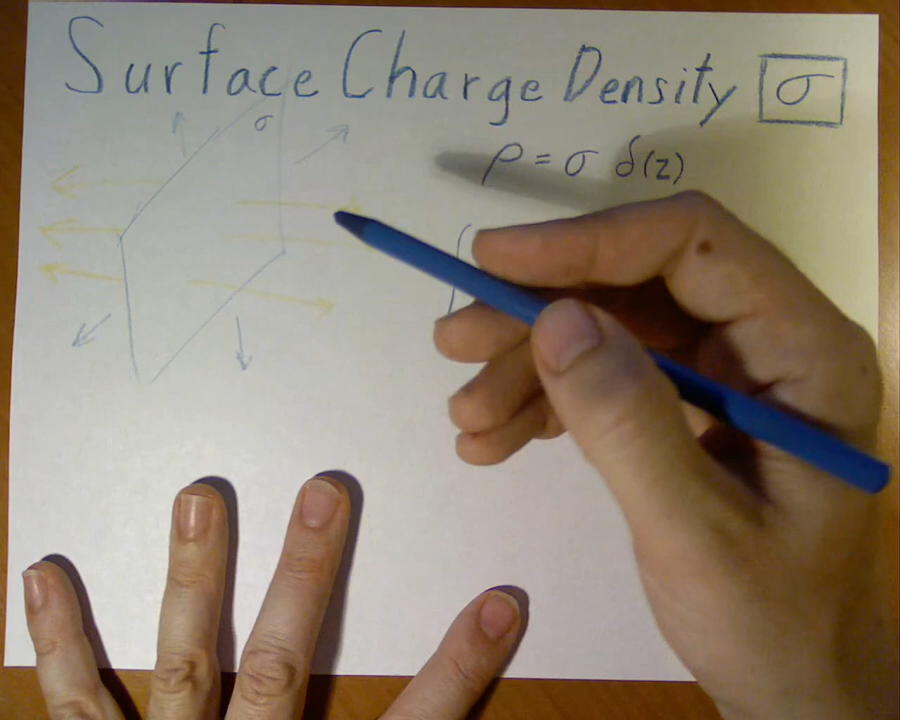 Surface Charge Density σ
σ
ρ = σ δ(z)